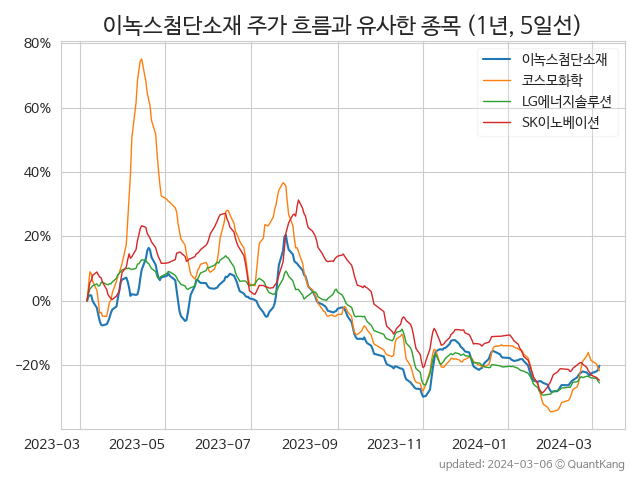 이녹스첨단소재 주가 흐름과 유사한 종목 (1년, 5일선)
80%
60%
40%
20%
0%
−20%
이녹스첨단소재
코스모화학
LG에너지솔루션
SK이노베이션
2023-03 2023-05 2023-07 2023-09 2023-11 2024-01 2024-03
updated: 2024-03-06 © QuantKang